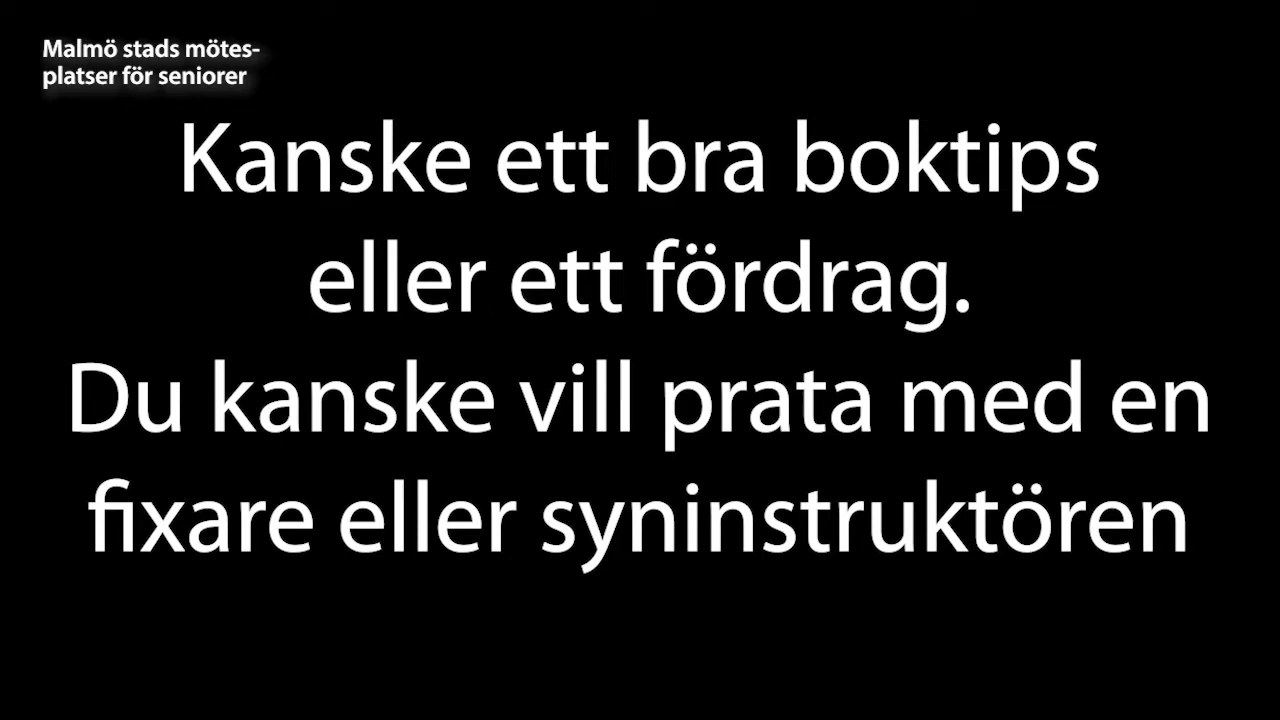 Malmö stads mötes-
platser för seniorer
Kanske ett bra boktips
eller ett fördrag.
Du kanske vill prata med en
fixare eller syninstruktören